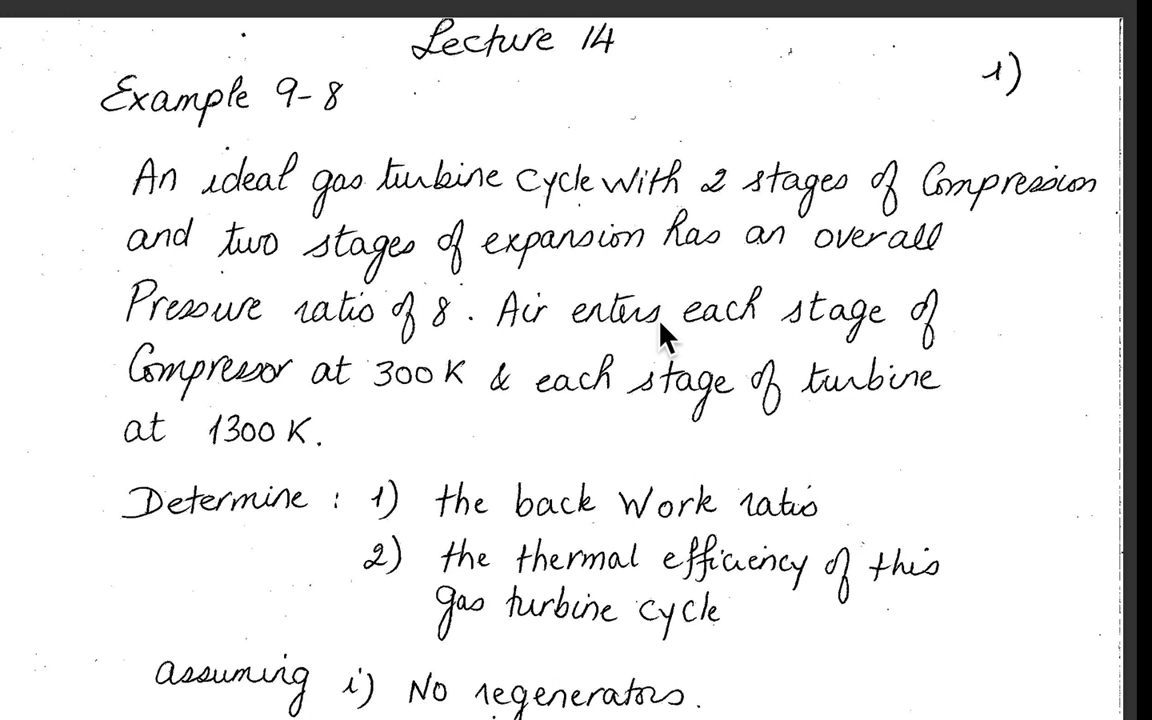 Lecture 14
1)
Example 9-8
An ideal gas turbine cycle with 2 stages of Compression
and two stages of expansion has an overall
Pressure ratio of 8. Air enters each stage of
Compressor at 300 K & each stage of turbine
at 1300 K.
Determine : 1) the back work ratio
2) the thermal efficiency of this
gas turbine cycle
assuming i) No regenerators.